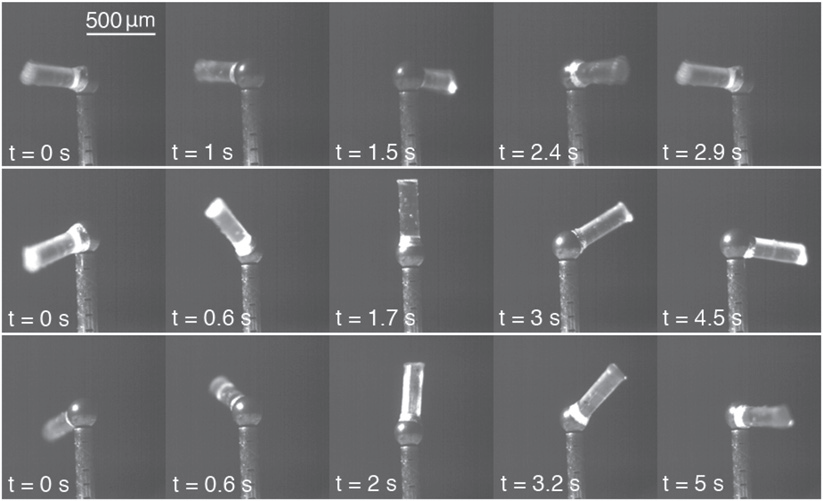 500 µm
t = 0 s
t = 1 s
t = 1.5 s
t = 2.4 s
t = 2.9 s
t = 0 s
t = 0.6 s
t = 1.7 s
t = 3 s
t = 4.5 s
t = 0 s
t = 0.6 s
t = 2 s
t = 3.2 s
t = 5 s